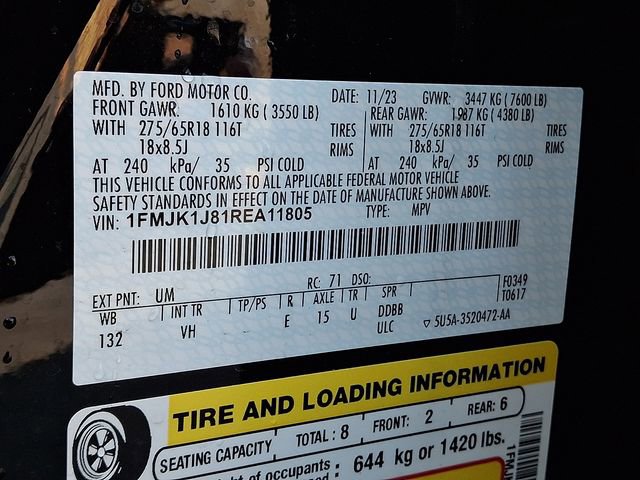 MFD. BY FORD MOTOR CO. DATE: 11/23 GVWR: 3447 KG ( 7600 LB)
FRONT GAWR: 1610 KG ( 3550 LB) REAR GAWR: 1987 KG ( 4380 LB)
WITH 275/65R18 116T TIRES WITH 275/65R18 116T TIRES
18x8.5J RIMS 18x8.5J RIMS
AT 240 kPa/ 35 PSI COLD AT 240 kPa/ 35 PSI COLD
THIS VEHICLE CONFORMS TO ALL APPLICABLE FEDERAL MOTOR VEHICLE
SAFETY STANDARDS IN EFFECT ON THE DATE OF MANUFACTURE SHOWN ABOVE.
VIN: 1FMJK1J81REA11805 TYPE: MPV
EXT PNT: UM RC: 71 DSO: F0349
WB INT TR TP/PS R AXLE TR SPR T0617
132 VH E 15 U DDBB
ULC ▽ 5U5A-3520472-AA
TIRE AND LOADING INFORMATION
SEATING CAPACITY TOTAL : 8 FRONT: 2 REAR: 6
of occupants : 644 kg or 1420 lbs.
1FMJ